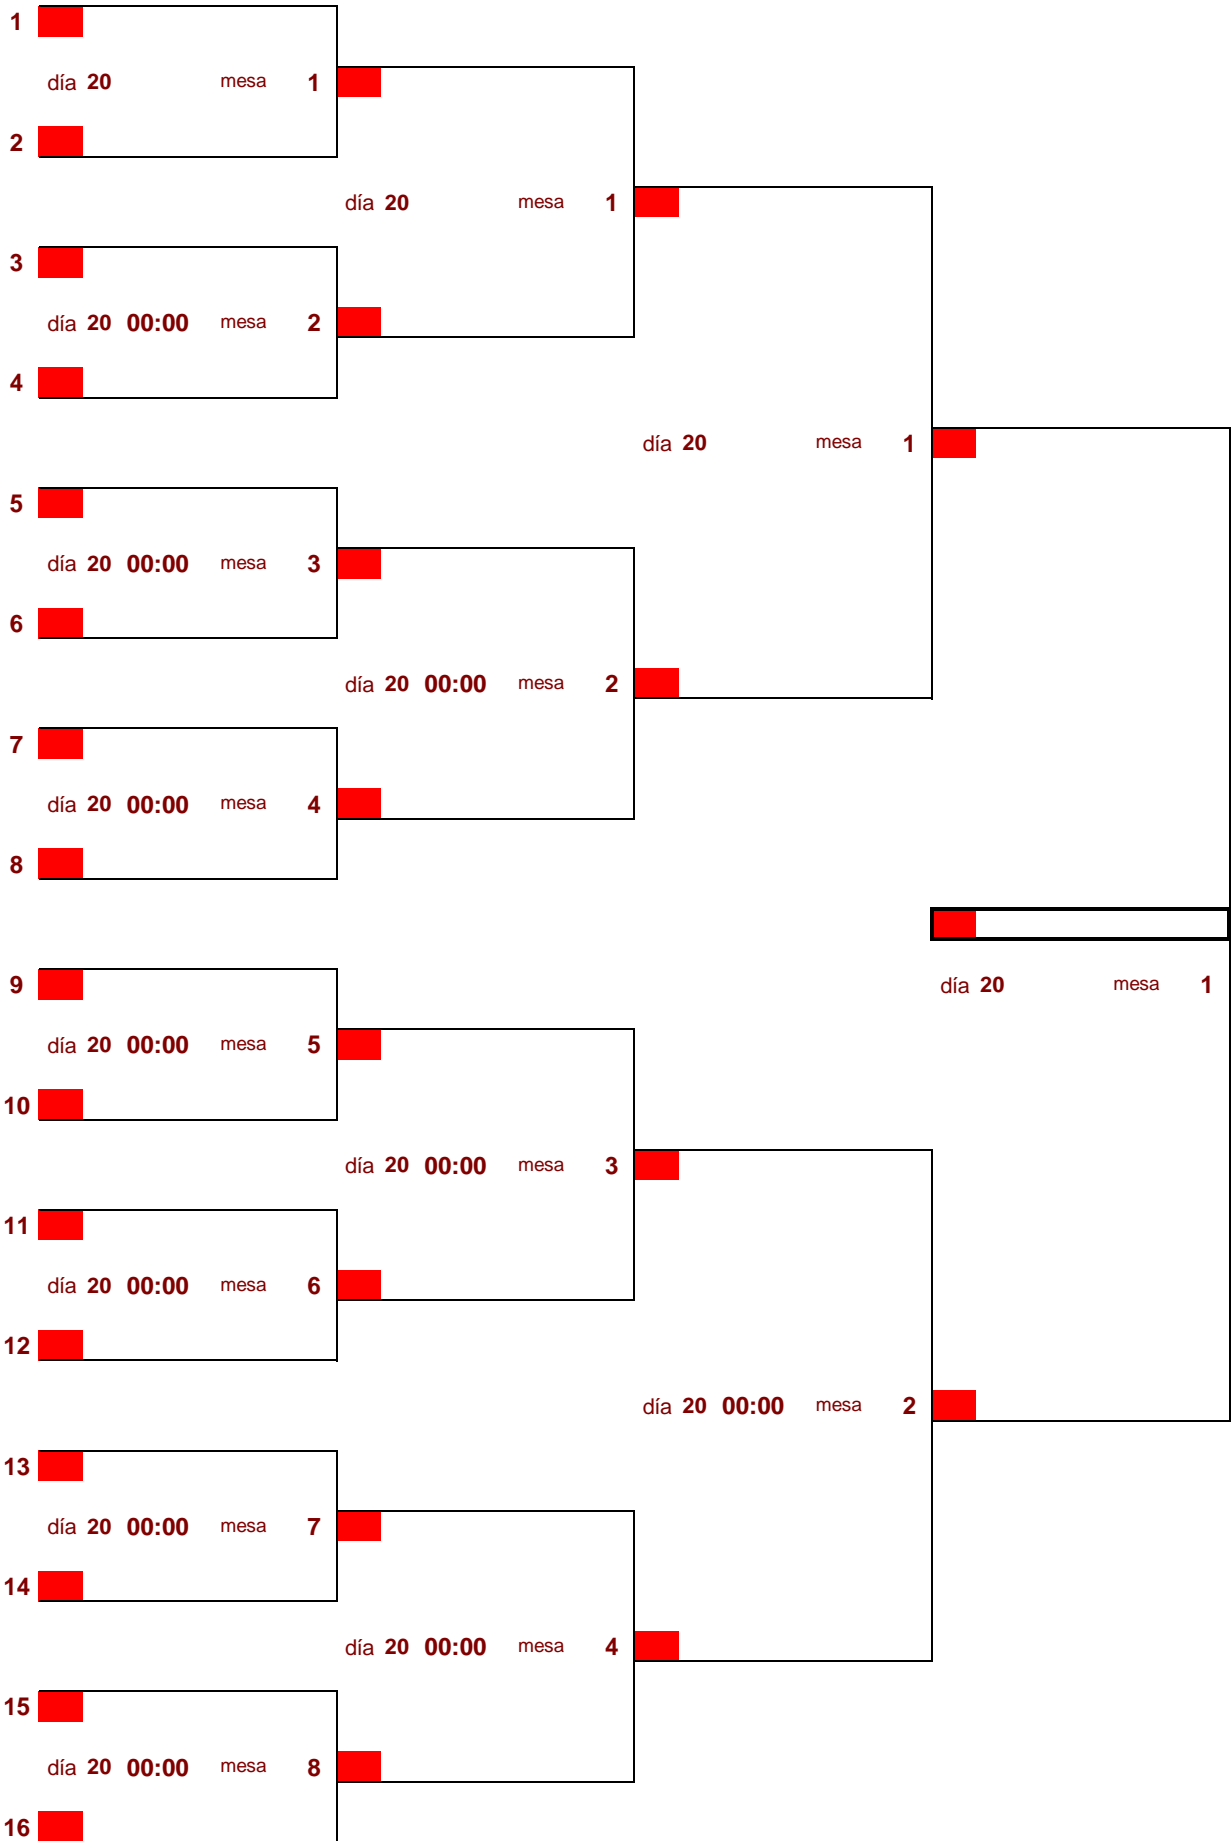 1
día 20 mesa 1
2
día 20 mesa 1
3
día 20 00:00 mesa 2
4
día 20 mesa 1
5
día 20 00:00 mesa 3
6
día 20 00:00 mesa 2
7
día 20 00:00 mesa 4
8
9
día 20 mesa 1
día 20 00:00 mesa 5
10
día 20 00:00 mesa 3
11
día 20 00:00 mesa 6
12
día 20 00:00 mesa 2
13
día 20 00:00 mesa 7
14
día 20 00:00 mesa 4
15
día 20 00:00 mesa 8
16